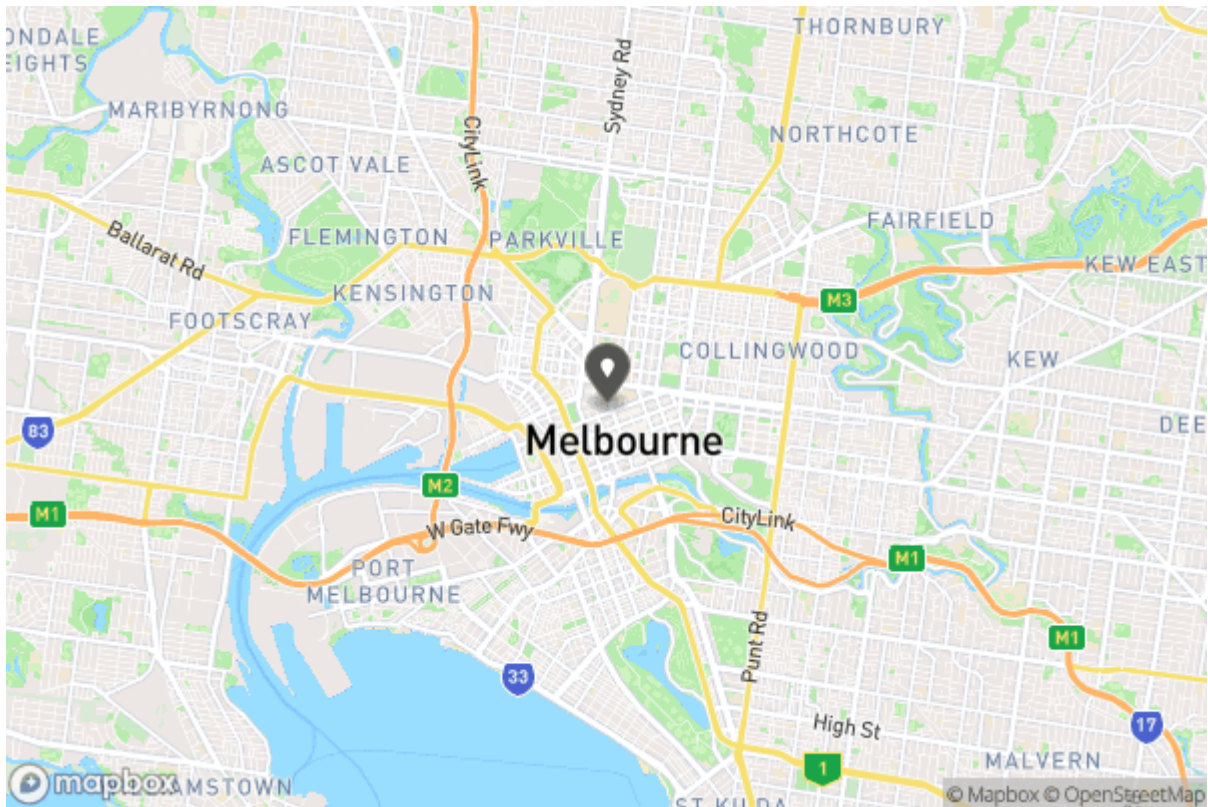 ONDALE
EIGHTS
THORNBURY
Sydney Rd
MARIBYRNONG
CityLink
NORTHCOTE
ASCOT VALE
FAIRFIELD
Ballarat Rd
FLEMINGTON
PARKVILLE
KEW EAST
KENSINGTON
M3
FOOTSCRAY
COLLINGWOOD
KEW
83
Melbourne
DEE
M2
M1
W Gate Fwy
CityLink
M1
PORT
MELBOURNE
Punt Rd
M1
33
High St
17
MALVERN
1
mapbox
AMSTOWN
ST KILDA
© Mapbox © OpenStreetMap